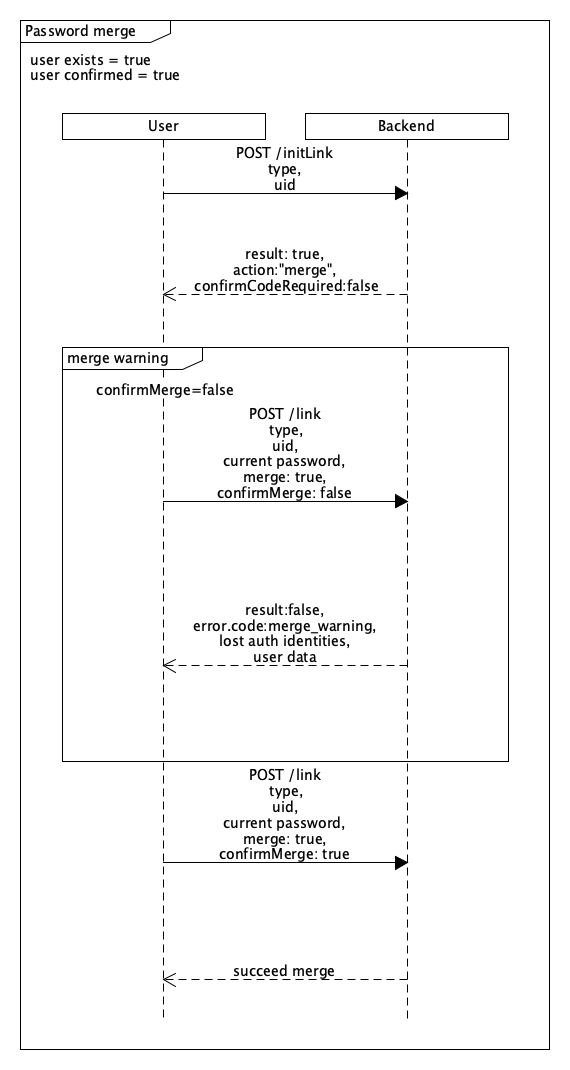 Password merge
user exists = true
user confirmed = true
User
Backend
POST /initLink
type,
uid
result: true,
action:"merge",
confirmCodeRequired:false
merge warning
confirmMerge=false
POST /link
type,
uid,
current password,
merge: true,
confirmMerge: false
result:false,
error.code:merge_warning,
lost auth identities,
user data
POST /link
type,
uid,
current password,
merge: true,
confirmMerge: true
succeed merge